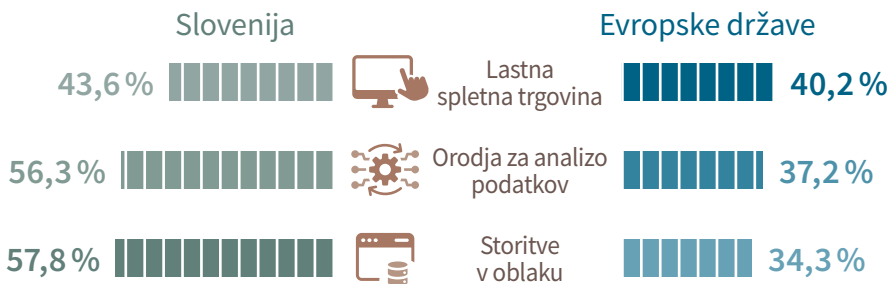 Slovenija
Evropske države
43,6 %
Lastna
spletna trgovina
40,2 %
56,3 %
Orodja za analizo
podatkov
37,2 %
57,8 %
Storitve
v oblaku
34,3 %